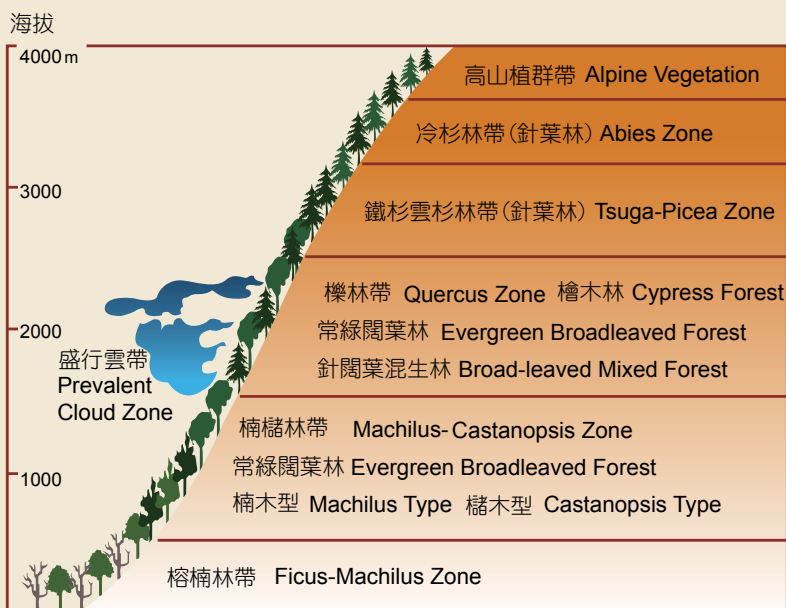 海拔
4000 m
高山植群帶 Alpine Vegetation
冷杉林帶(針葉林) Abies Zone
3000
鐵杉雲杉林帶(針葉林) Tsuga-Picea Zone
櫟林帶 Quercus Zone 檜木林 Cypress Forest
2000
常綠闊葉林 Evergreen Broadleaved Forest
針闊葉混生林 Broad-leaved Mixed Forest
盛行雲帶
Prevalent
Cloud Zone
楠櫧林帶 Machilus-Castanopsis Zone
常綠闊葉林 Evergreen Broadleaved Forest
1000
楠木型 Machilus Type 櫧木型 Castanopsis Type
榕楠林帶 Ficus-Machilus Zone